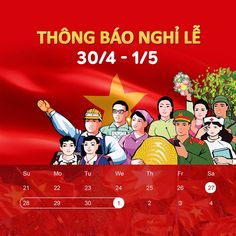 THÔNG BÁO NGHỈ LỄ
30/4 - 1/5
Su Mo Tu We Th Fr Sa
21 22 23 24 25 26 27
28 29 30 1 2 3 4